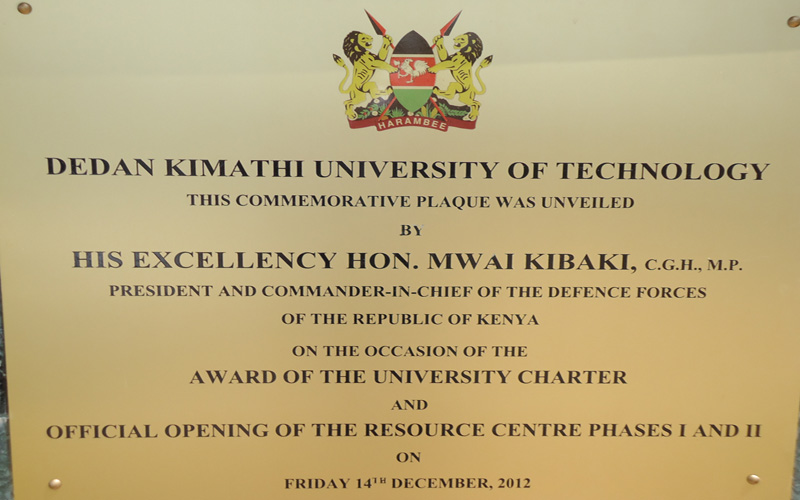 HARAMBEE
DEDAN KIMATHI UNIVERSITY OF TECHNOLOGY
THIS COMMEMORATIVE PLAQUE WAS UNVEILED
BY
HIS EXCELLENCY HON. MWAI KIBAKI, C.G.H., M.P.
PRESIDENT AND COMMANDER-IN-CHIEF OF THE DEFENCE FORCES
OF THE REPUBLIC OF KENYA
ON THE OCCASION OF THE
AWARD OF THE UNIVERSITY CHARTER
AND
OFFICIAL OPENING OF THE RESOURCE CENTRE PHASES I AND II
ON
FRIDAY 14TH DECEMBER, 2012